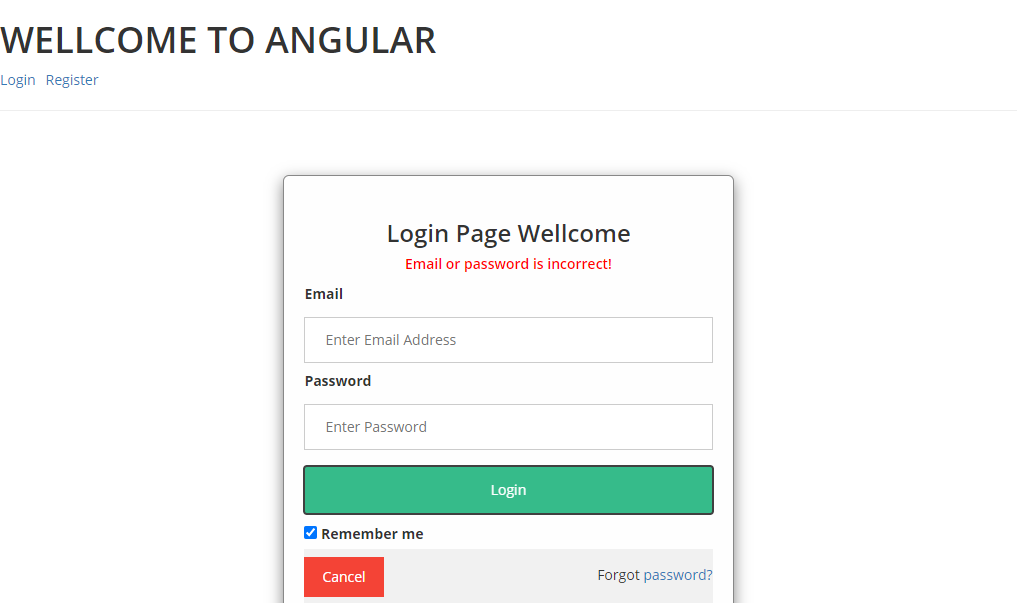 WELLCOME TO ANGULAR
Login Register
Login Page Wellcome
Email or password is incorrect!
Email
Enter Email Address
Password
Enter Password
Login
Remember me
Cancel Forgot password?